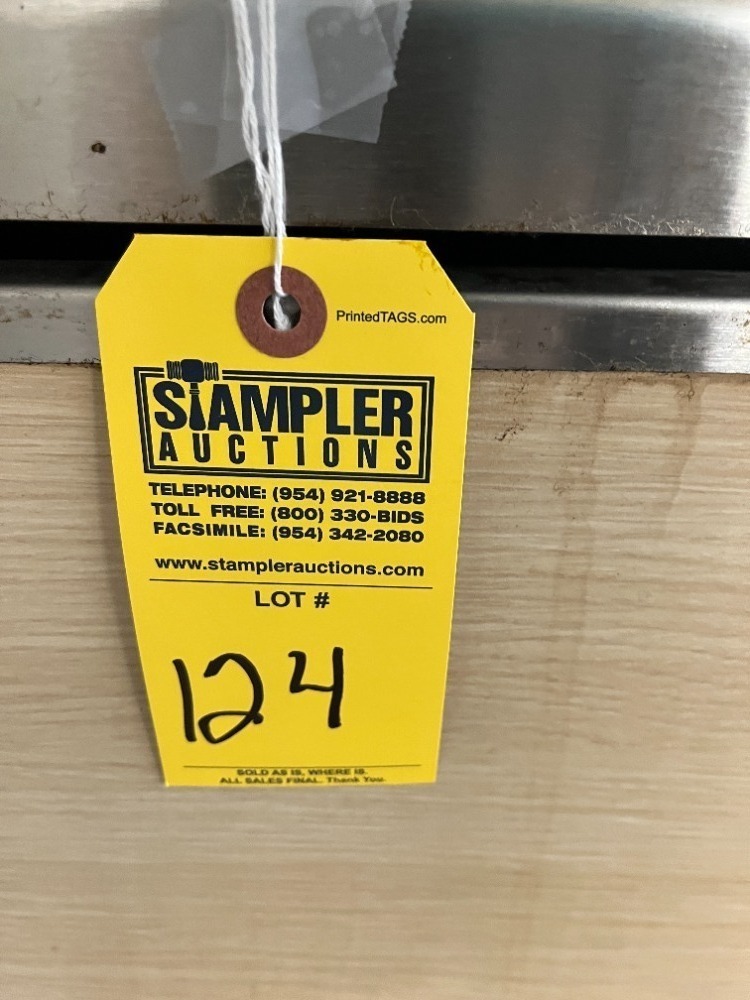 PrintedTAGS.com
STAMPLER
AUCTIONS
TELEPHONE: (954) 921-8888
TOLL FREE: (800) 330-BIDS
FACSIMILE: (954) 342-2080
www.stamplerauctions.com
LOT #
124
SOLD AS IS, WHERE IS.
ALL SALES FINAL. Thank You.